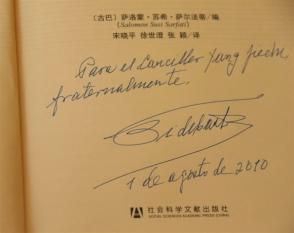 〔古巴〕萨洛蒙·苏希·萨尔法蒂／编
(Salomon Susi Sarfati)
宋晓平 徐世澄 张颖／译
Para el Canciller Yang Jiechi,
fraternalmente.
1 de agosto de 2010
社会科学文献出版社
SOCIAL SCIENCES ACADEMIC PRESS (CHINA)